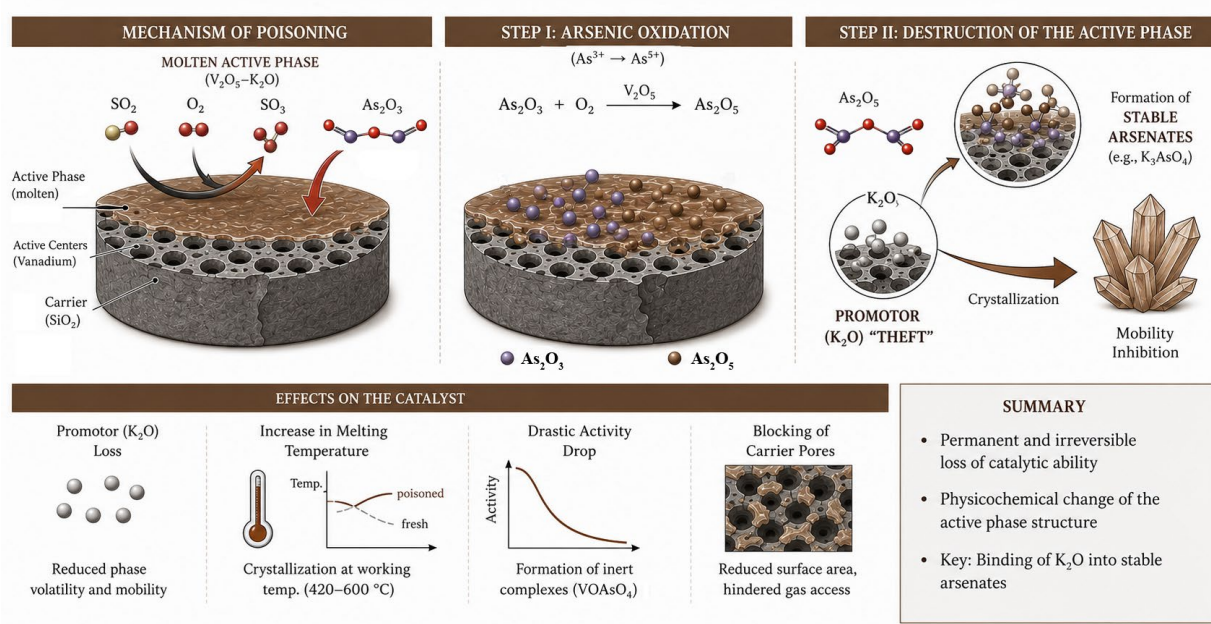 MECHANISM OF POISONING
MOLTEN ACTIVE PHASE
(V₂O₅–K₂O)
SO₂
O₂
SO₃
As₂O₃
Active Phase
(molten)
Active Centers
(Vanadium)
Carrier
(SiO₂)
STEP I: ARSENIC OXIDATION
(As³⁺ → As⁵⁺)
V₂O₅
As₂O₃ + O₂ → As₂O₅
As₂O₃
As₂O₅
STEP II: DESTRUCTION OF THE ACTIVE PHASE
As₂O₅
Formation of
STABLE
ARSENATES
(e.g., K₃AsO₄)
K₂O
PROMOTOR
(K₂O) “THEFT”
Crystallization
Mobility
Inhibition
EFFECTS ON THE CATALYST
Promotor (K₂O)
Loss
Reduced phase
volatility and mobility
Increase in Melting
Temperature
Temp.
poisoned
fresh
Crystallization at working
temp. (420–600 °C)
Drastic Activity
Drop
Activity
Formation of inert
complexes (VOAsO₄)
Blocking of
Carrier Pores
Reduced surface area,
hindered gas access
SUMMARY
• Permanent and irreversible
loss of catalytic ability
• Physicochemical change of the
active phase structure
• Key: Binding of K₂O into stable
arsenates